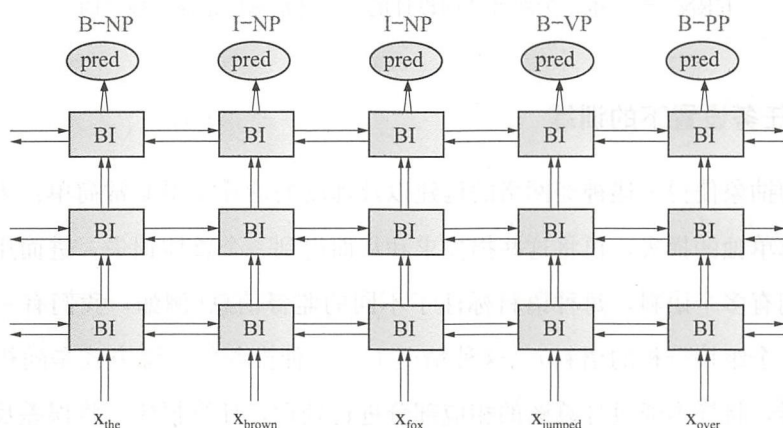 B-NP I-NP I-NP B-VP B-PP
pred pred pred pred pred
BI BI BI BI BI
BI BI BI BI BI
BI BI BI BI BI
x_the x_brown x_fox x_jumped x_over